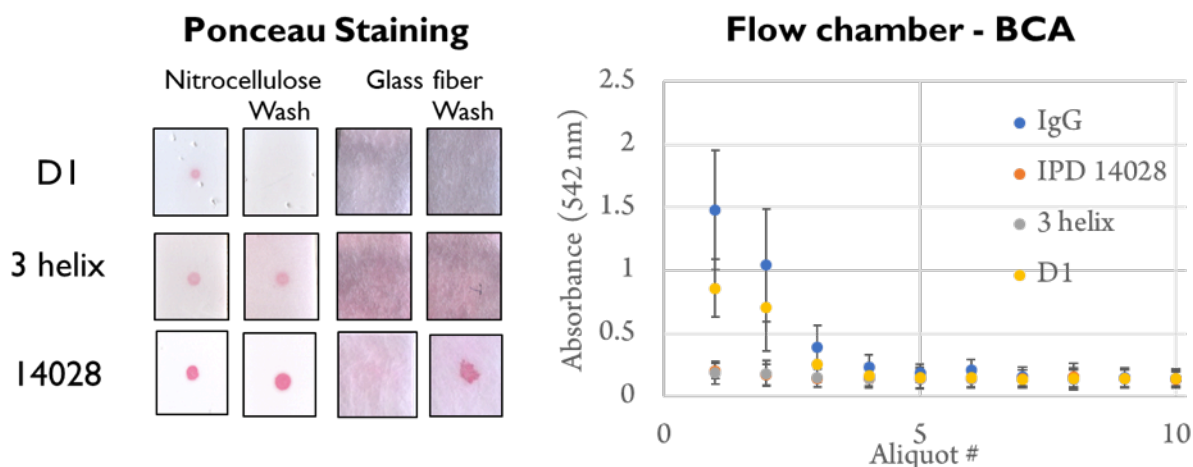 Ponceau Staining
Nitrocellulose Glass fiber
Wash Wash
D1
3 helix
14028
Flow chamber - BCA
Absorbance (542 nm)
2.5
2
1.5
1
0.5
0
0 5 10
Aliquot #
IgG
IPD 14028
3 helix
D1